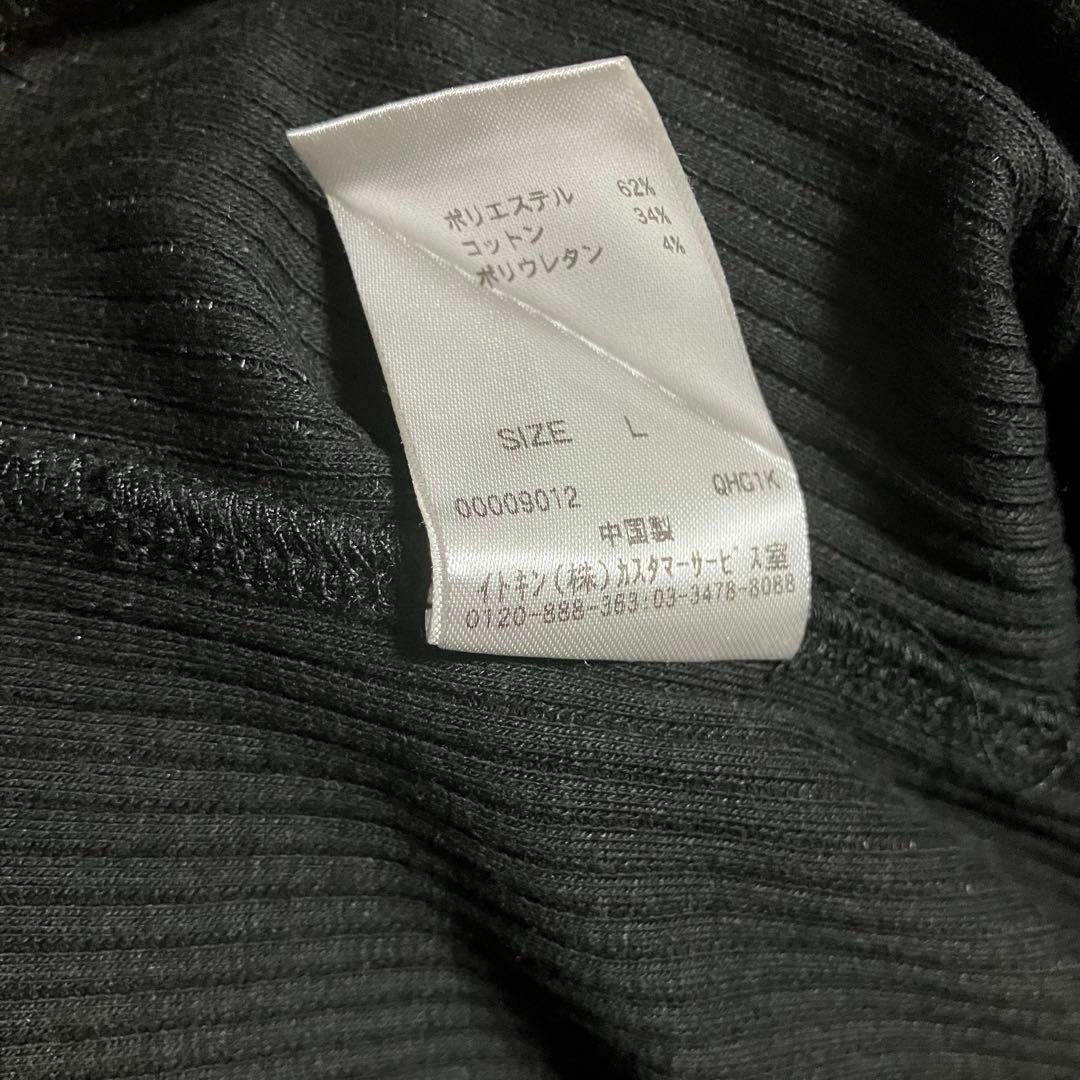 ポリエステル 62%
コットン 34%
ポリウレタン 4%
SIZE L
00009012 QHG1K
中国製
イトキン(株)カスタマーサービス室
0120-888-363:03-3478-8088